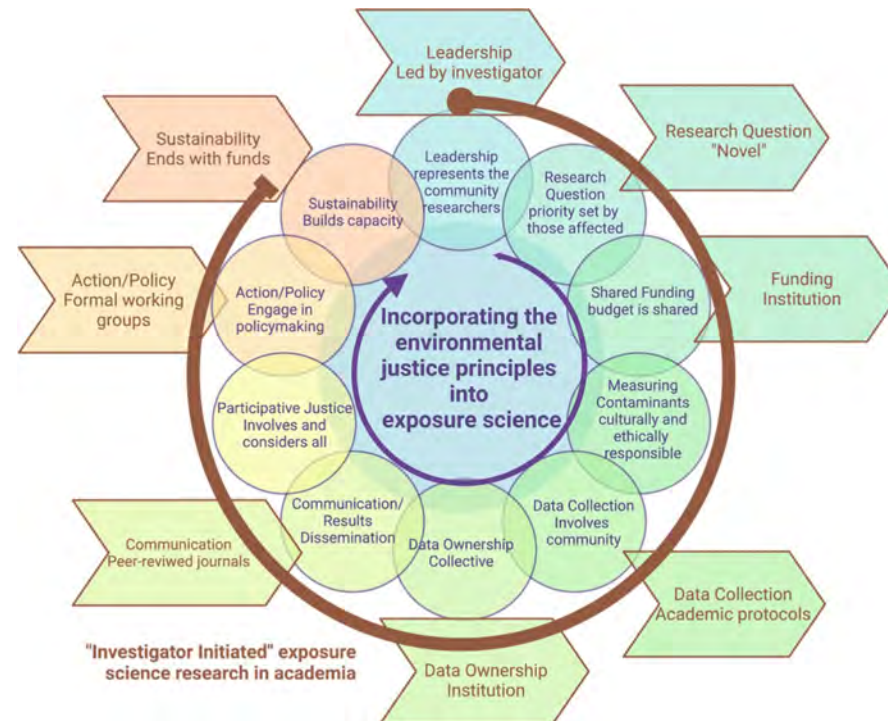 Leadership
Led by investigator
Research Question
"Novel"
Funding
Institution
Data Collection
Academic protocols
Data Ownership
Institution
Communication
Peer-reviwed journals
Action/Policy
Formal working
groups
Sustainability
Ends with funds
Leadership
represents the
community
researchers
Research
Question
priority set by
those affected
Shared Funding
budget is shared
Measuring
Contaminants
culturally and
ethically
responsible
Data Collection
Involves
community
Data Ownership
Collective
Communication/
Results
Dissemination
Participative Justice
Involves and
considers all
Action/Policy
Engage in
policymaking
Sustainability
Builds capacity
Incorporating the
environmental
justice principles
into
exposure science
"Investigator Initiated" exposure
science research in academia